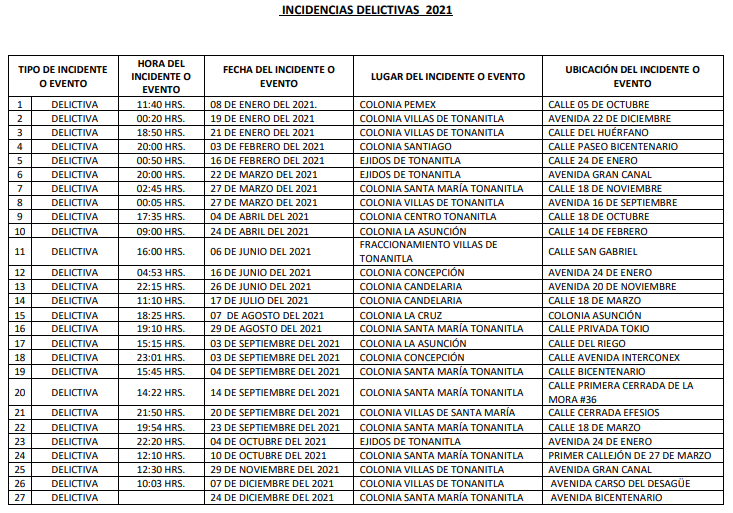 INCIDENCIAS DELICTIVAS 2021
TIPO DE INCIDENTE O EVENTO | HORA DEL INCIDENTE O EVENTO | FECHA DEL INCIDENTE O EVENTO | LUGAR DEL INCIDENTE O EVENTO | UBICACIÓN DEL INCIDENTE O EVENTO
1 DELICTIVA 11:40 HRS. 08 DE ENERO DEL 2021. COLONIA PEMEX CALLE 05 DE OCTUBRE
2 DELICTIVA 00:20 HRS. 19 DE ENERO DEL 2021 COLONIA VILLAS DE TONANITLA AVENIDA 22 DE DICIEMBRE
3 DELICTIVA 18:50 HRS. 21 DE ENERO DEL 2021 COLONIA VILLAS DE TONANITLA CALLE DEL HUÉRFANO
4 DELICTIVA 20:00 HRS. 03 DE FEBRERO DEL 2021 COLONIA SANTIAGO CALLE PASEO BICENTENARIO
5 DELICTIVA 00:50 HRS. 16 DE FEBRERO DEL 2021 EJIDOS DE TONANITLA CALLE 24 DE ENERO
6 DELICTIVA 20:00 HRS. 22 DE MARZO DEL 2021 EJIDOS DE TONANITLA AVENIDA GRAN CANAL
7 DELICTIVA 02:45 HRS. 27 DE MARZO DEL 2021 COLONIA SANTA MARÍA TONANITLA CALLE 18 DE NOVIEMBRE
8 DELICTIVA 00:05 HRS. 27 DE MARZO DEL 2021 COLONIA VILLAS DE TONANITLA AVENIDA 16 DE SEPTIEMBRE
9 DELICTIVA 17:35 HRS. 04 DE ABRIL DEL 2021 COLONIA CENTRO TONANITLA CALLE 18 DE OCTUBRE
10 DELICTIVA 09:00 HRS. 24 DE ABRIL DEL 2021 COLONIA LA ASUNCIÓN CALLE 14 DE FEBRERO
11 DELICTIVA 16:00 HRS. 06 DE JUNIO DEL 2021 FRACCIONAMIENTO VILLAS DE TONANITLA CALLE SAN GABRIEL
12 DELICTIVA 04:53 HRS. 16 DE JUNIO DEL 2021 COLONIA CONCEPCIÓN AVENIDA 24 DE ENERO
13 DELICTIVA 22:15 HRS. 26 DE JUNIO DEL 2021 COLONIA CANDELARIA AVENIDA 20 DE NOVIEMBRE
14 DELICTIVA 11:10 HRS. 17 DE JULIO DEL 2021 COLONIA CANDELARIA CALLE 18 DE MARZO
15 DELICTIVA 18:25 HRS. 07 DE AGOSTO DEL 2021 COLONIA LA CRUZ COLONIA ASUNCIÓN
16 DELICTIVA 19:10 HRS. 29 DE AGOSTO DEL 2021 COLONIA SANTA MARÍA TONANITLA CALLE PRIVADA TOKIO
17 DELICTIVA 15:15 HRS. 03 DE SEPTIEMBRE DEL 2021 COLONIA LA ASUNCIÓN CALLE DEL RIEGO
18 DELICTIVA 23:01 HRS. 03 DE SEPTIEMBRE DEL 2021 COLONIA CONCEPCIÓN CALLE AVENIDA INTERCONEX
19 DELICTIVA 15:45 HRS. 04 DE SEPTIEMBRE DEL 2021 COLONIA SANTA MARÍA TONANITLA CALLE BICENTENARIO
20 DELICTIVA 14:22 HRS. 14 DE SEPTIEMBRE DEL 2021 COLONIA SANTA MARÍA TONANITLA CALLE PRIMERA CERRADA DE LA MORA #36
21 DELICTIVA 21:50 HRS. 20 DE SEPTIEMBRE DEL 2021 COLONIA VILLAS DE SANTA MARÍA CALLE CERRADA EFESIOS
22 DELICTIVA 19:54 HRS. 23 DE SEPTIEMBRE DEL 2021 COLONIA SANTA MARÍA TONANITLA CALLE 18 DE MARZO
23 DELICTIVA 22:20 HRS. 04 DE OCTUBRE DEL 2021 EJIDOS DE TONANITLA AVENIDA 24 DE ENERO
24 DELICTIVA 12:10 HRS. 10 DE OCTUBRE DEL 2021 COLONIA SANTA MARÍA TONANITLA PRIMER CALLEJÓN DE 27 DE MARZO
25 DELICTIVA 12:30 HRS. 29 DE NOVIEMBRE DEL 2021 COLONIA VILLAS DE TONANITLA AVENIDA GRAN CANAL
26 DELICTIVA 10:03 HRS. 07 DE DICIEMBRE DEL 2021 COLONIA VILLAS DE TONANITLA AVENIDA CARSO DEL DESAGÜE
27 DELICTIVA 24 DE DICIEMBRE DEL 2021 COLONIA SANTA MARÍA TONANITLA AVENIDA BICENTENARIO